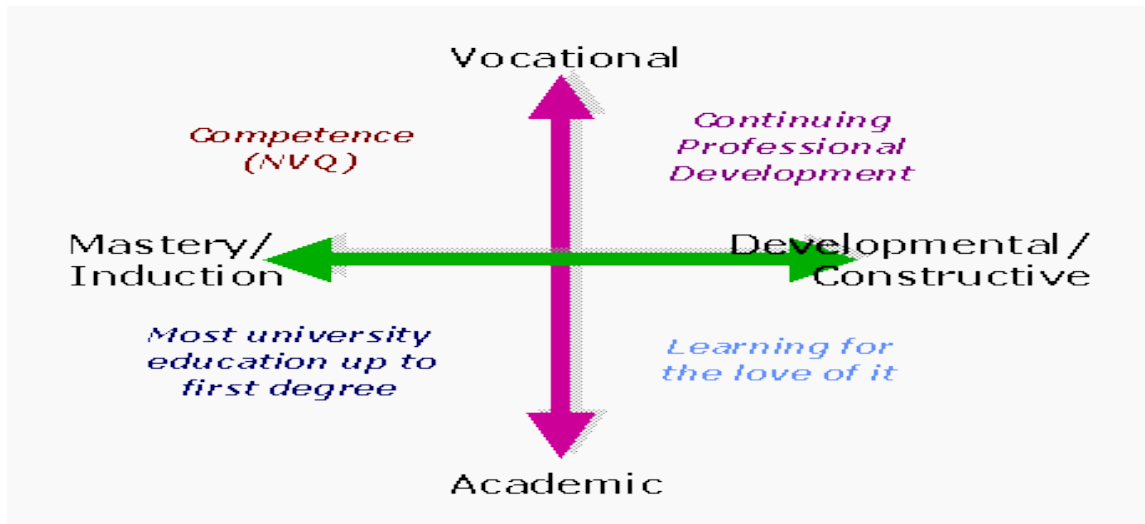 Vocational
Competence
(NVQ)
Continuing
Professional
Development
Mastery/
Induction
Developmental/
Constructive
Most university
education up to
first degree
Learning for
the love of it
Academic